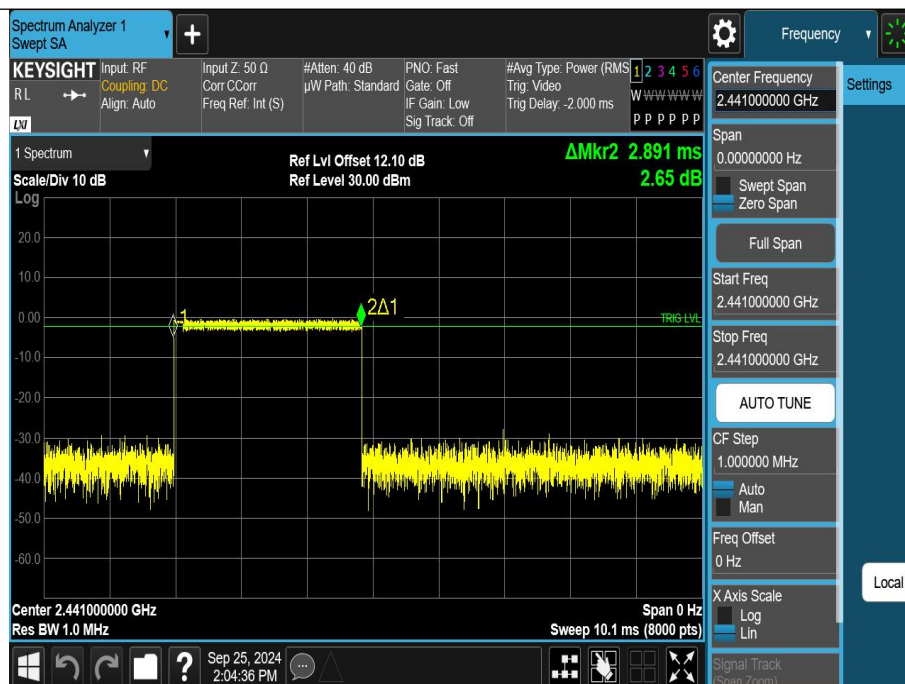 Spectrum Analyzer 1
Swept SA
Frequency
KEYSIGHT
RL
LXI
Input: RF
Coupling: DC
Align: Auto
Input Z: 50 Ω
Corr CCorr
Freq Ref: Int (S)
#Atten: 40 dB
µW Path: Standard
PNO: Fast
Gate: Off
IF Gain: Low
Sig Track: Off
#Avg Type: Power (RMS
Trig: Video
Trig Delay: -2.000 ms
1 2 3 4 5 6
W W W W W W
P P P P P P
1 Spectrum
Scale/Div 10 dB
Log
Ref Lvl Offset 12.10 dB
Ref Level 30.00 dBm
ΔMkr2 2.891 ms
2.65 dB
20.0
10.0
0.00
-10.0
-20.0
-30.0
-40.0
-50.0
-60.0
1
2Δ1
TRIG LVL
Center 2.441000000 GHz
Res BW 1.0 MHz
Span 0 Hz
Sweep 10.1 ms (8000 pts)
Sep 25, 2024
2:04:36 PM
Center Frequency
2.441000000 GHz
Span
0.00000000 Hz
Swept Span
Zero Span
Full Span
Start Freq
2.441000000 GHz
Stop Freq
2.441000000 GHz
AUTO TUNE
CF Step
1.000000 MHz
Auto
Man
Freq Offset
0 Hz
X Axis Scale
Log
Lin
Signal Track
(Span Zoom)
Settings
Local